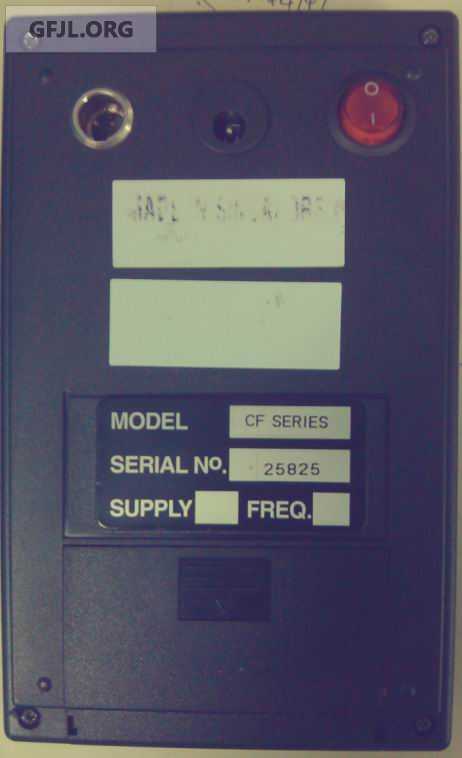 GFJL.ORG
O
I
MODEL CF SERIES
SERIAL No. 25825
SUPPLY FREQ.